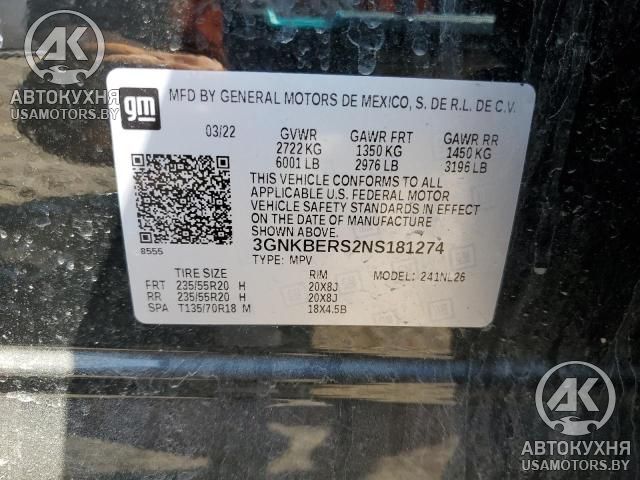 АК
АВТОКУХНЯ
USAMOTORS.BY
gm
MFD BY GENERAL MOTORS DE MEXICO, S. DE R.L. DE C.V.
03/22 GVWR GAWR FRT GAWR RR
2722 KG 1350 KG 1450 KG
6001 LB 2976 LB 3196 LB
THIS VEHICLE CONFORMS TO ALL
APPLICABLE U.S. FEDERAL MOTOR
VEHICLE SAFETY STANDARDS IN EFFECT
ON THE DATE OF MANUFACTURE
SHOWN ABOVE.
8555
3GNKBERS2NS181274
TYPE: MPV
MODEL: 241NL26
TIRE SIZE RIM
FRT 235/55R20 H 20X8J
RR 235/55R20 H 20X8J
SPA T135/70R18 M 18X4.5B
АК
АВТОКУХНЯ
USAMOTORS.BY